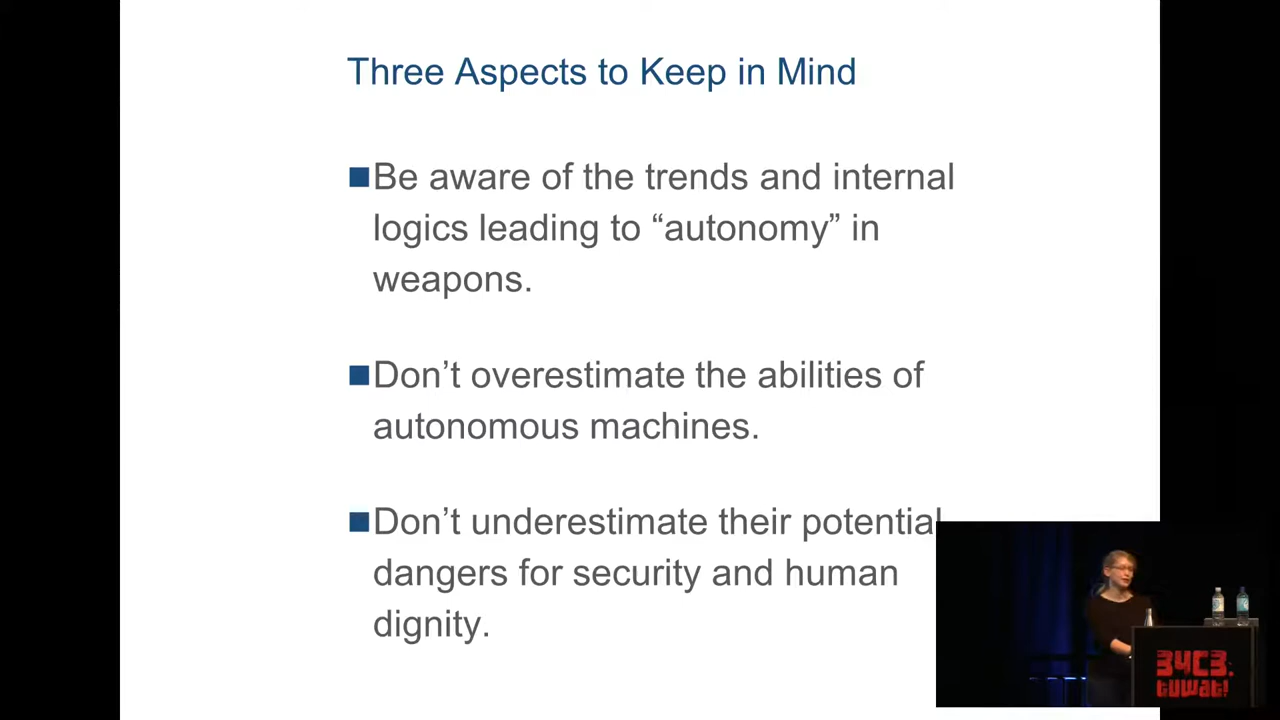 Three Aspects to Keep in Mind
Be aware of the trends and internal
logics leading to “autonomy” in
weapons.
Don’t overestimate the abilities of
autonomous machines.
Don’t underestimate their potential
dangers for security and human
dignity.
34C3.
tuwat!